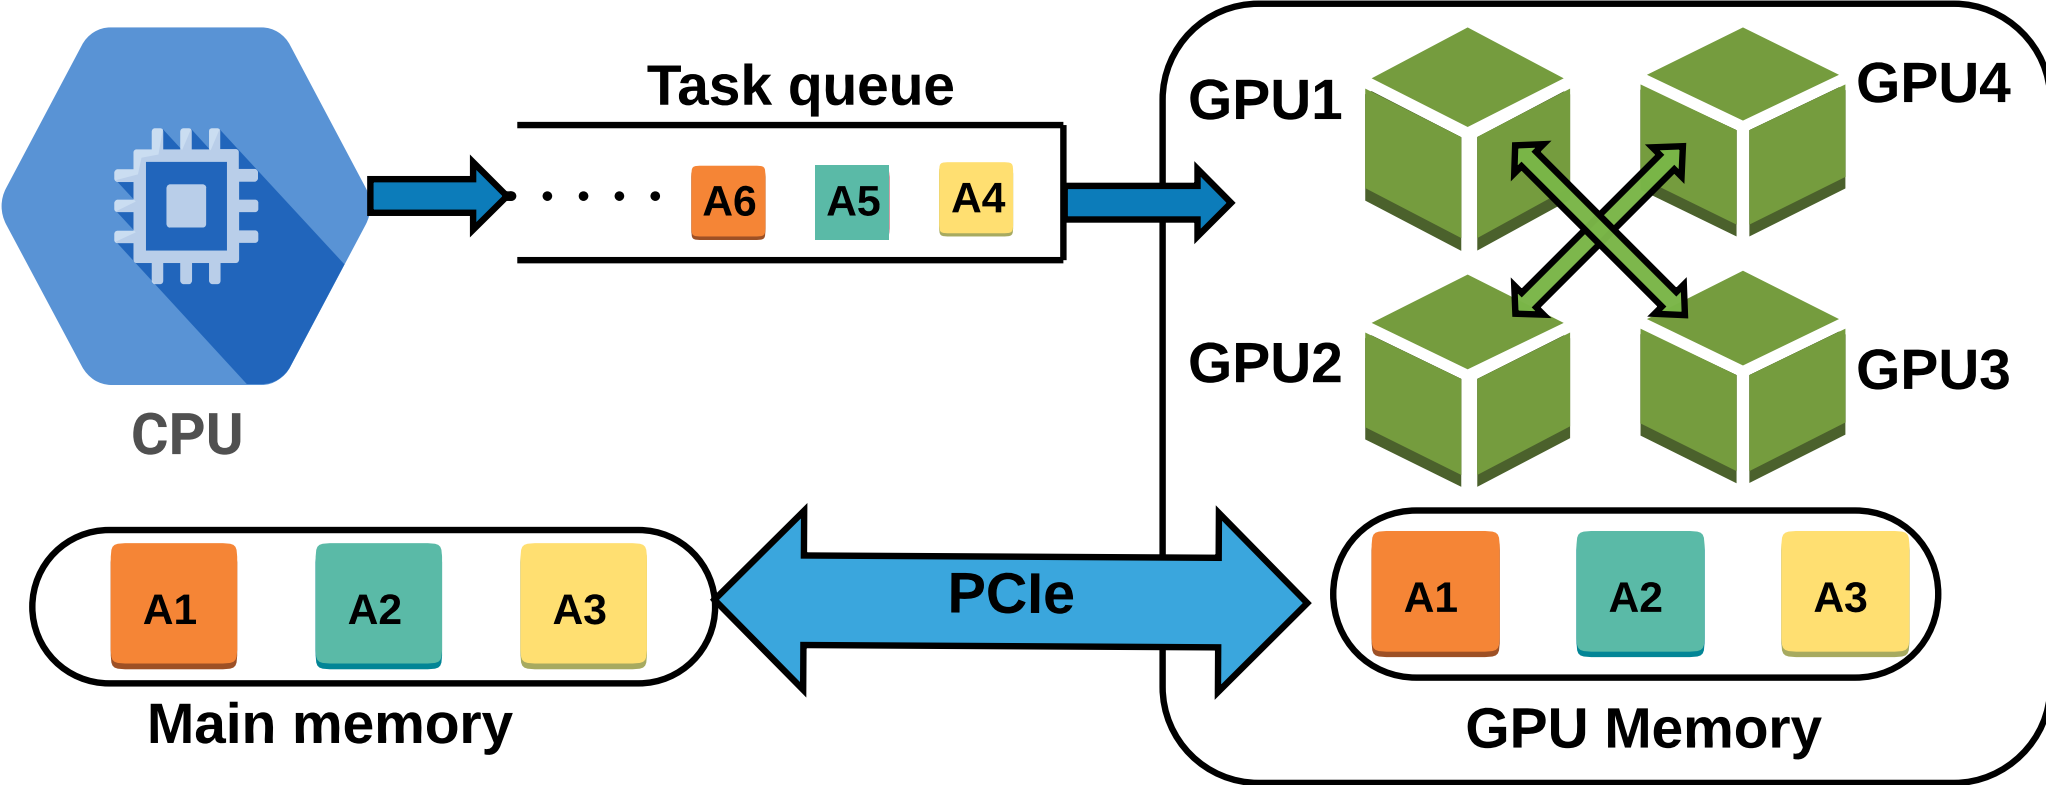 Task queue
GPU1
GPU4
A6
A5
A4
GPU2
GPU3
CPU
PCIe
A1
A2
A3
A1
A2
A3
Main memory
GPU Memory